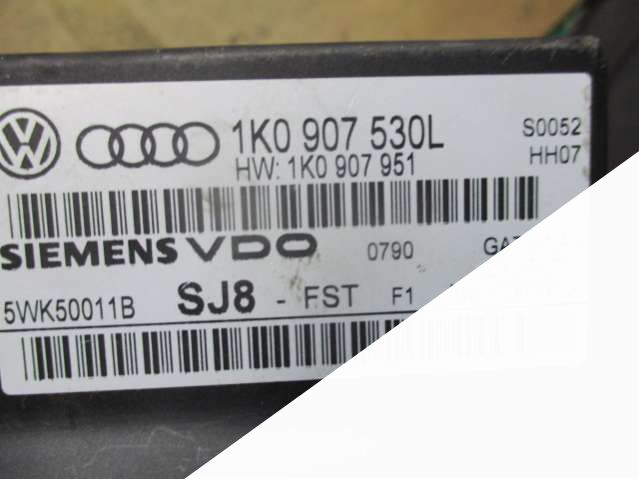 1K0 907 530L S0052
HW: 1K0 907 951 HH07
SIEMENS VDO 0790
5WK50011B SJ8 - FST F1